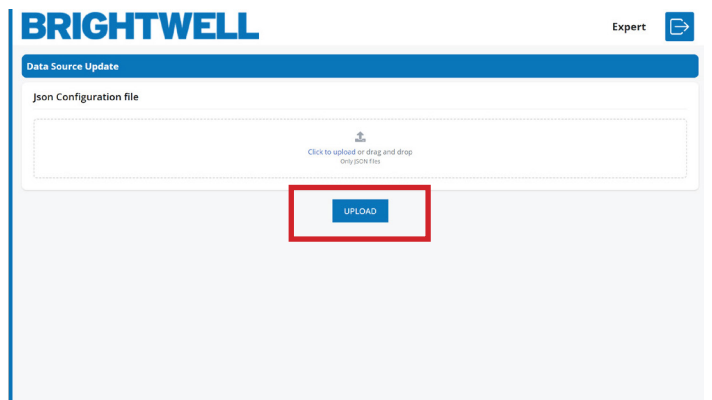 BRIGHTWELL
Expert
Data Source Update
Json Configuration file
Click to upload or drag and drop
Only JSON files
UPLOAD